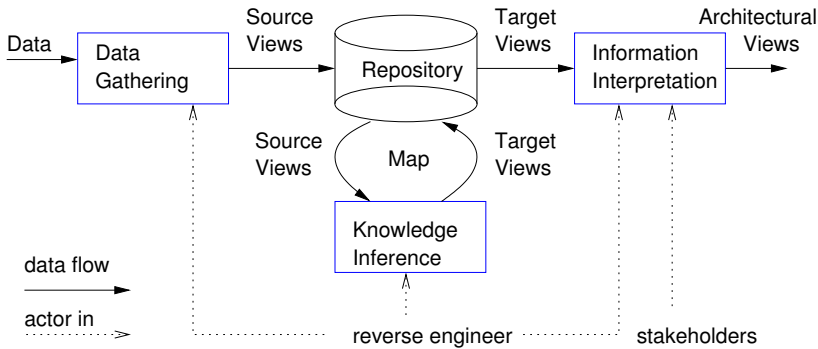 Data
Data
Gathering
Source
Views
Repository
Target
Views
Information
Interpretation
Architectural
Views
Source
Views
Map
Target
Views
Knowledge
Inference
data flow
actor in
reverse engineer
stakeholders